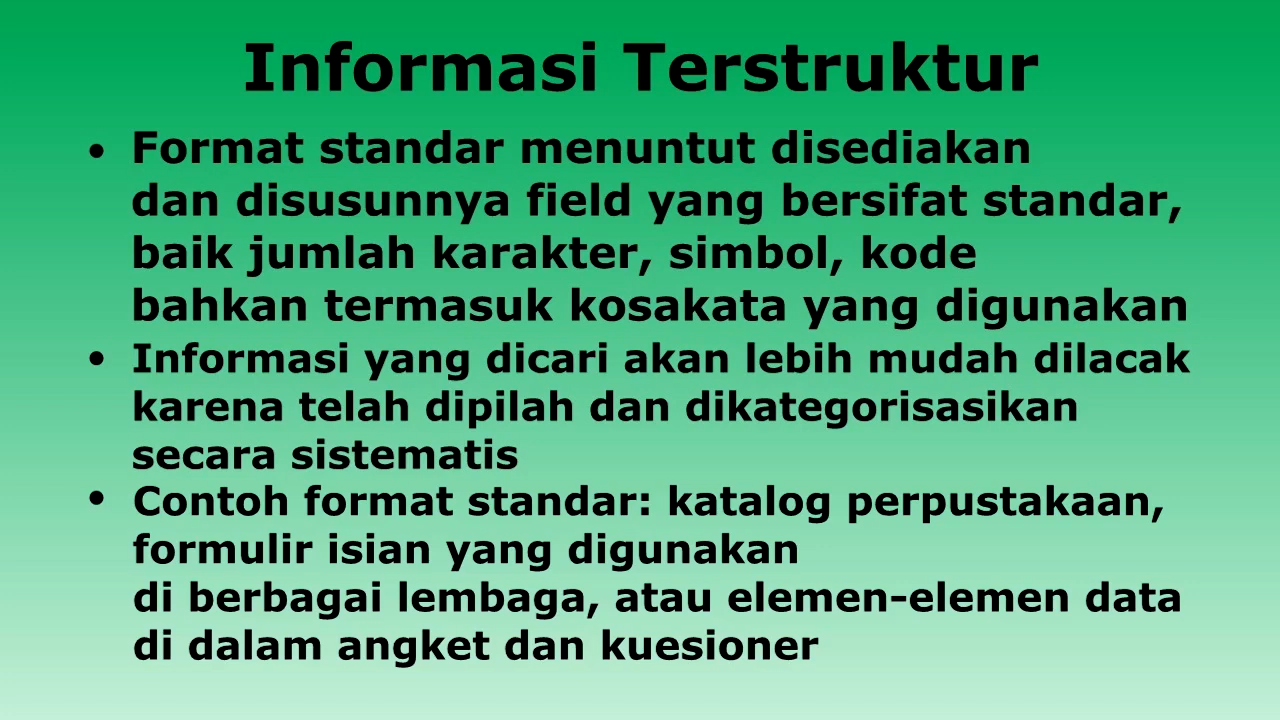 Informasi Terstruktur
• Format standar menuntut disediakan
dan disusunnya field yang bersifat standar,
baik jumlah karakter, simbol, kode
bahkan termasuk kosakata yang digunakan
• Informasi yang dicari akan lebih mudah dilacak
karena telah dipilah dan dikategorisasikan
secara sistematis
• Contoh format standar: katalog perpustakaan,
formulir isian yang digunakan
di berbagai lembaga, atau elemen-elemen data
di dalam angket dan kuesioner